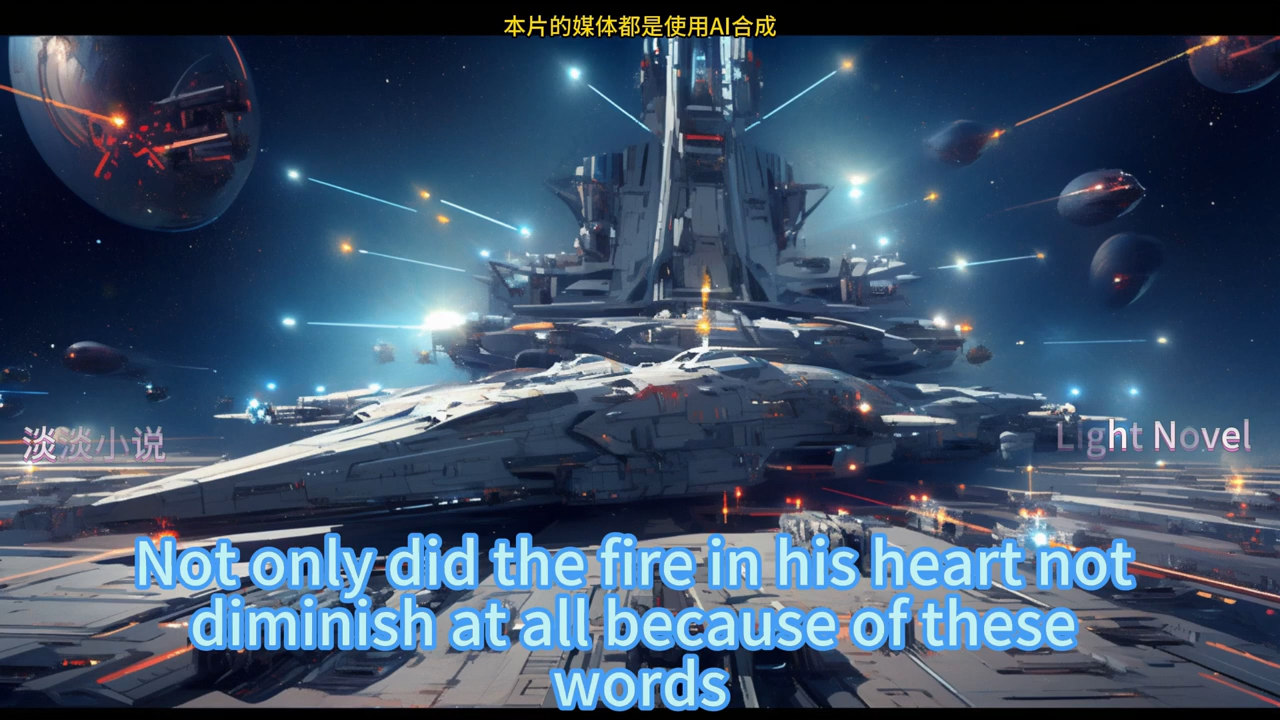 本片的媒体都是使用AI合成
淡淡小说
Light Novel
Not only did the fire in his heart not
diminish at all because of these
words